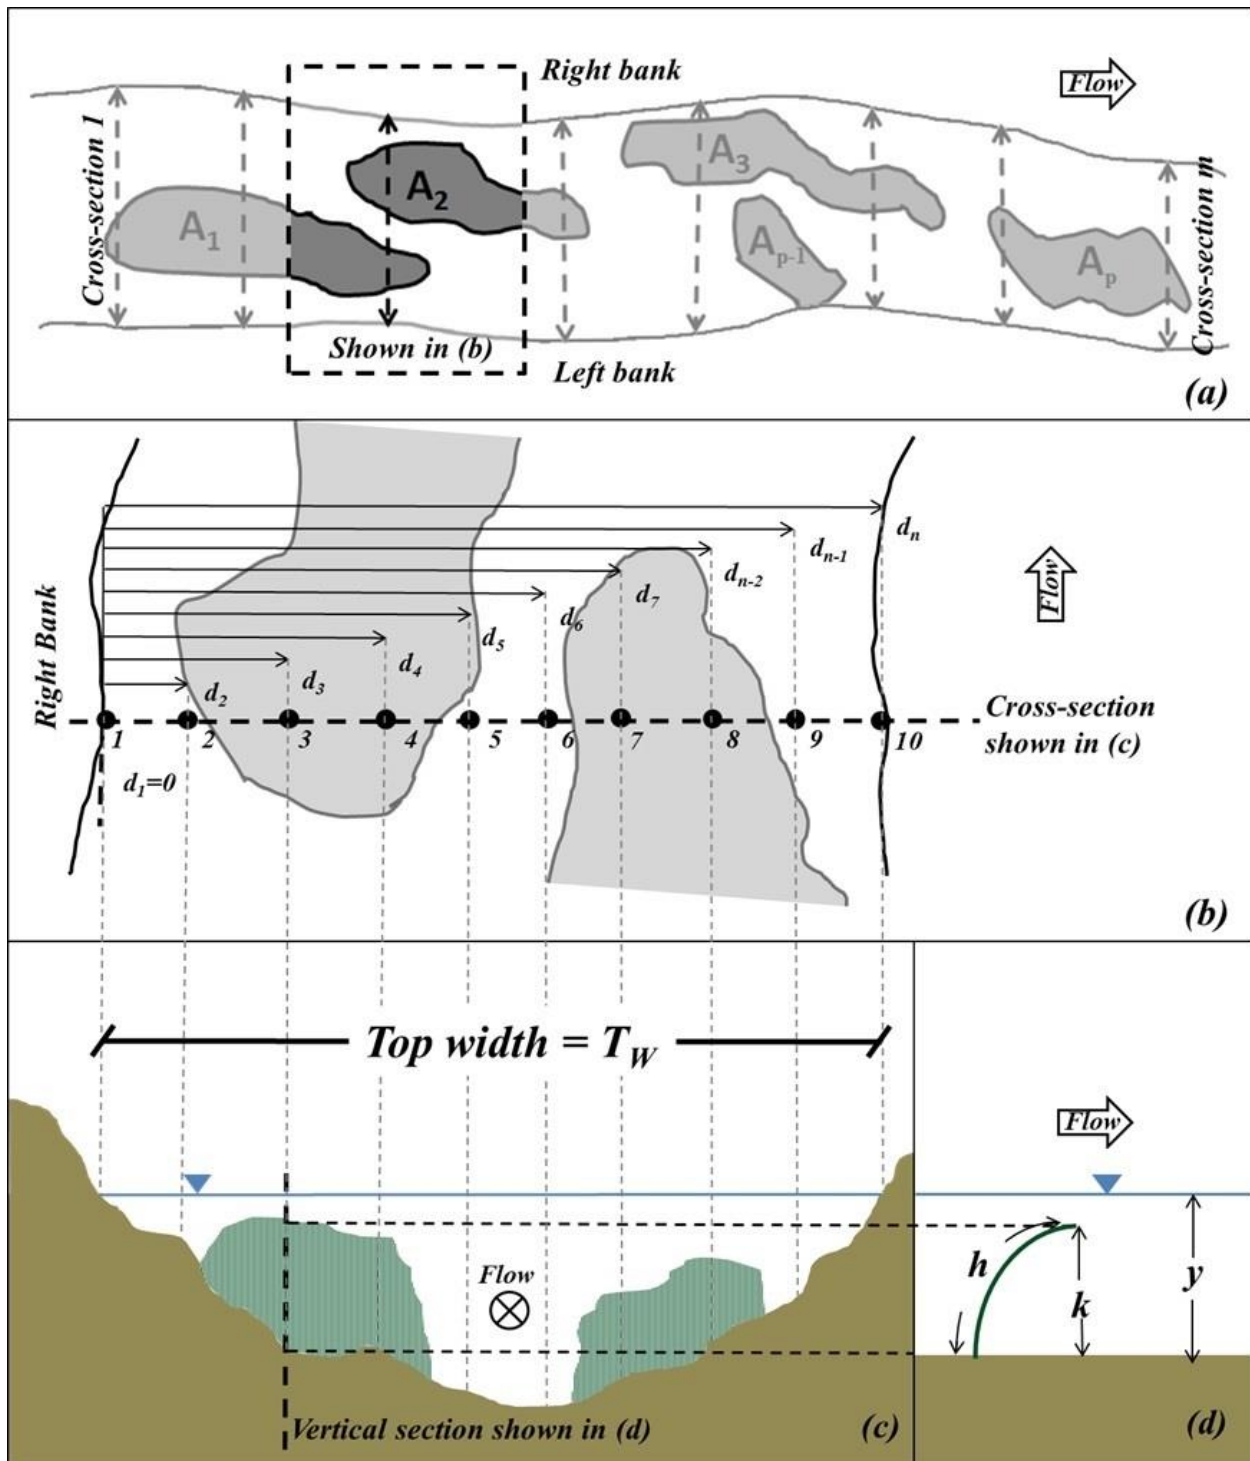 Right bank
Flow
Cross-section 1
A1
A2
A3
Ap-1
Ap
Cross-section m
Shown in (b)
Left bank
(a)
dn
dn-1
dn-2
d7
d6
d5
d4
d3
d2
Flow
Right Bank
1 2 3 4 5 6 7 8 9 10
Cross-section
shown in (c)
d1=0
(b)
Top width = TW
Flow
Flow
h
k
y
Vertical section shown in (d)
(c)
(d)